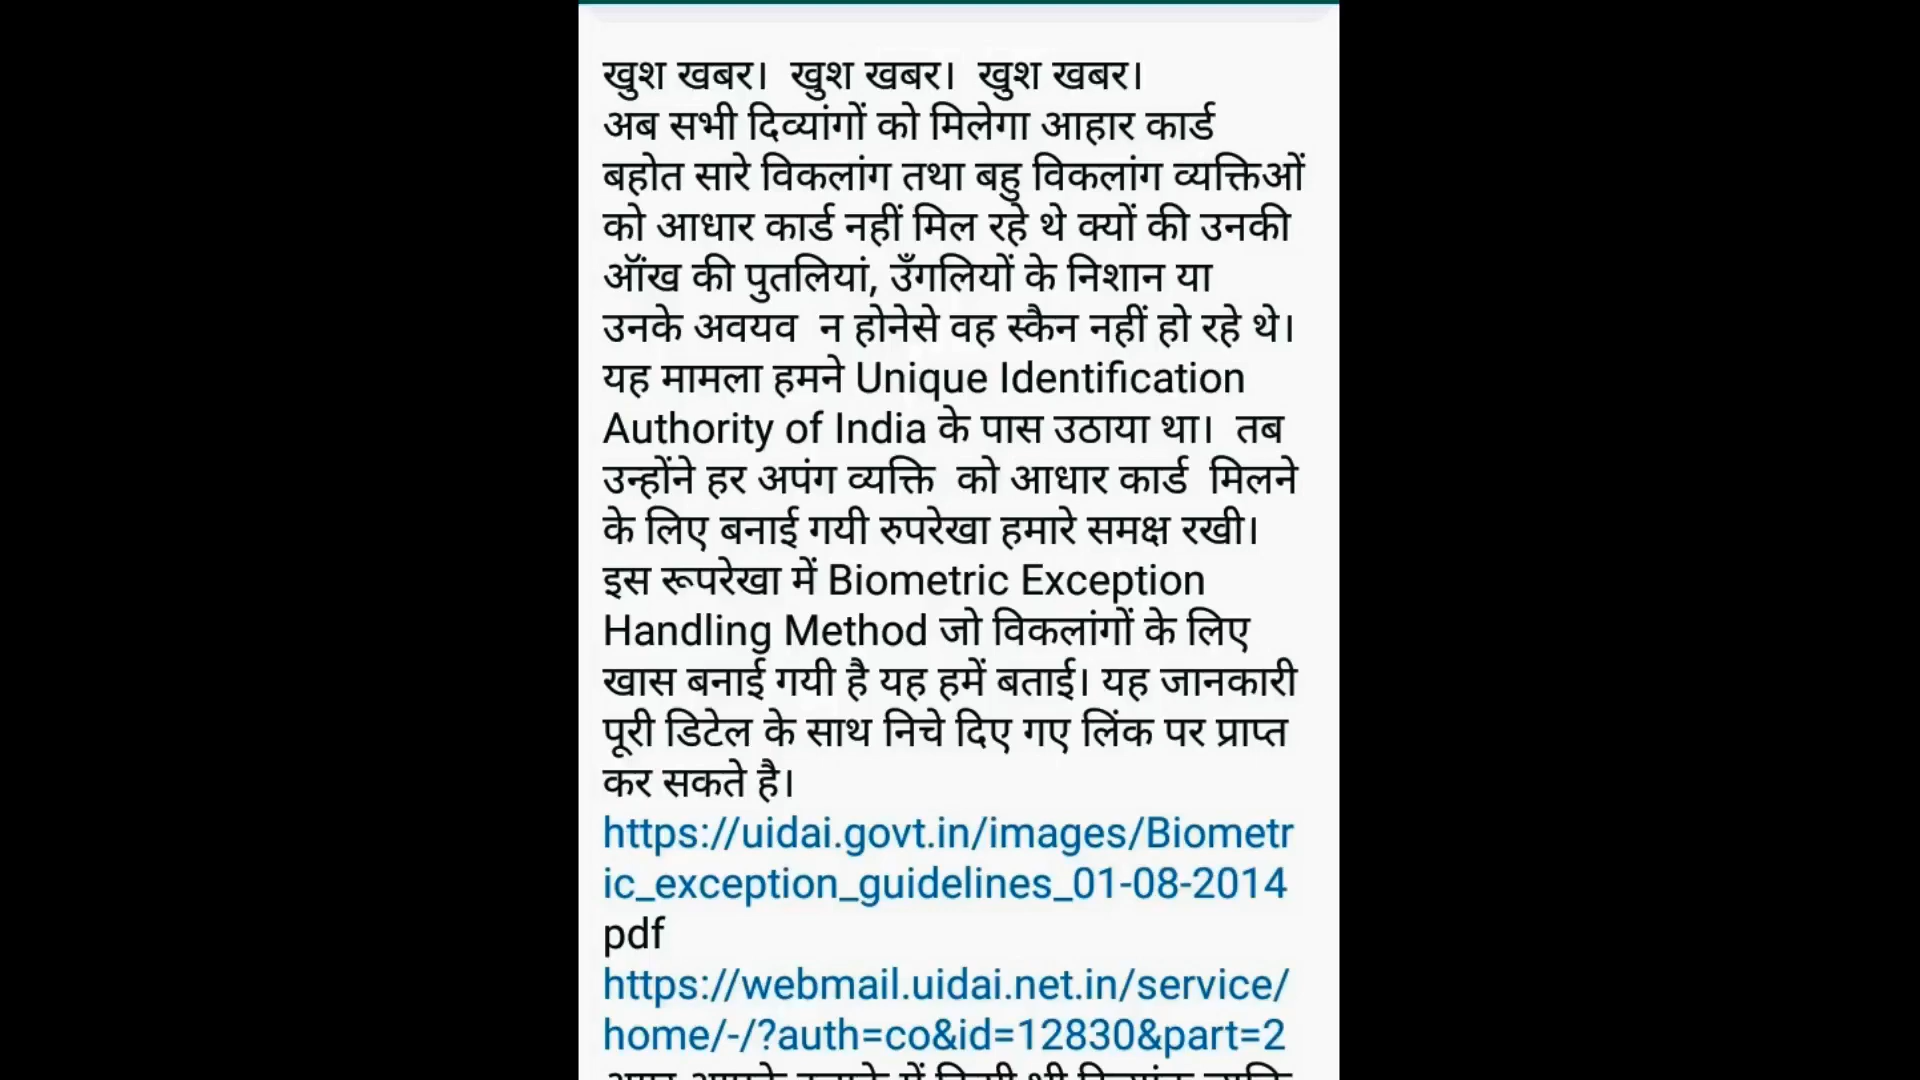 खुश खबर।  खुश खबर।  खुश खबर।
अब सभी दिव्यांगों को मिलेगा आहार कार्ड
बहोत सारे विकलांग तथा बहु विकलांग व्यक्तिओं
को आधार कार्ड नहीं मिल रहे थे क्यों की उनकी
ऑंख की पुतलियां, उँगलियों के निशान या
उनके अवयव  न होनेसे वह स्कैन नहीं हो रहे थे।
यह मामला हमने Unique Identification
Authority of India के पास उठाया था।  तब
उन्होंने हर अपंग व्यक्ति  को आधार कार्ड  मिलने
के लिए बनाई गयी रुपरेखा हमारे समक्ष रखी।
इस रूपरेखा में Biometric Exception
Handling Method जो विकलांगों के लिए
खास बनाई गयी है यह हमें बताई। यह जानकारी
पूरी डिटेल के साथ निचे दिए गए लिंक पर प्राप्त
कर सकते है।
https://uidai.govt.in/images/Biometr
ic_exception_guidelines_01-08-2014
pdf
https://webmail.uidai.net.in/service/
home/-/?auth=co&id=12830&part=2